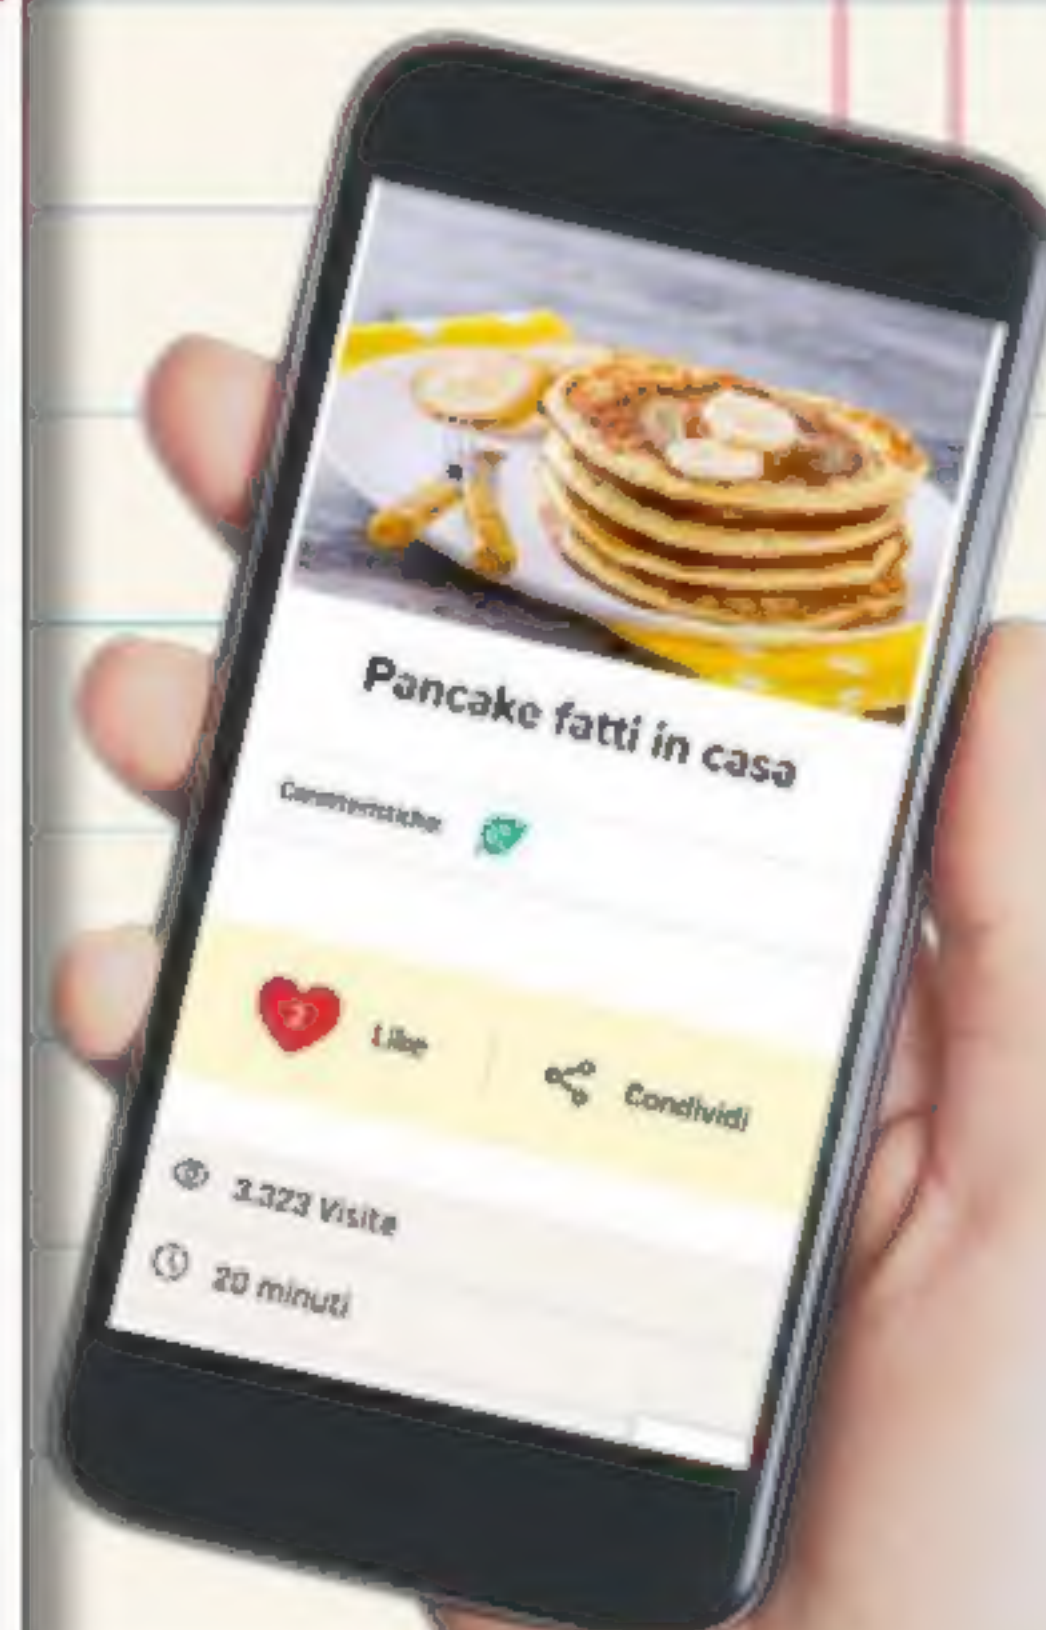 Pancake fatti in casa
Caratteristiche
Like
Condividi
3.323 Visite
20 minuti